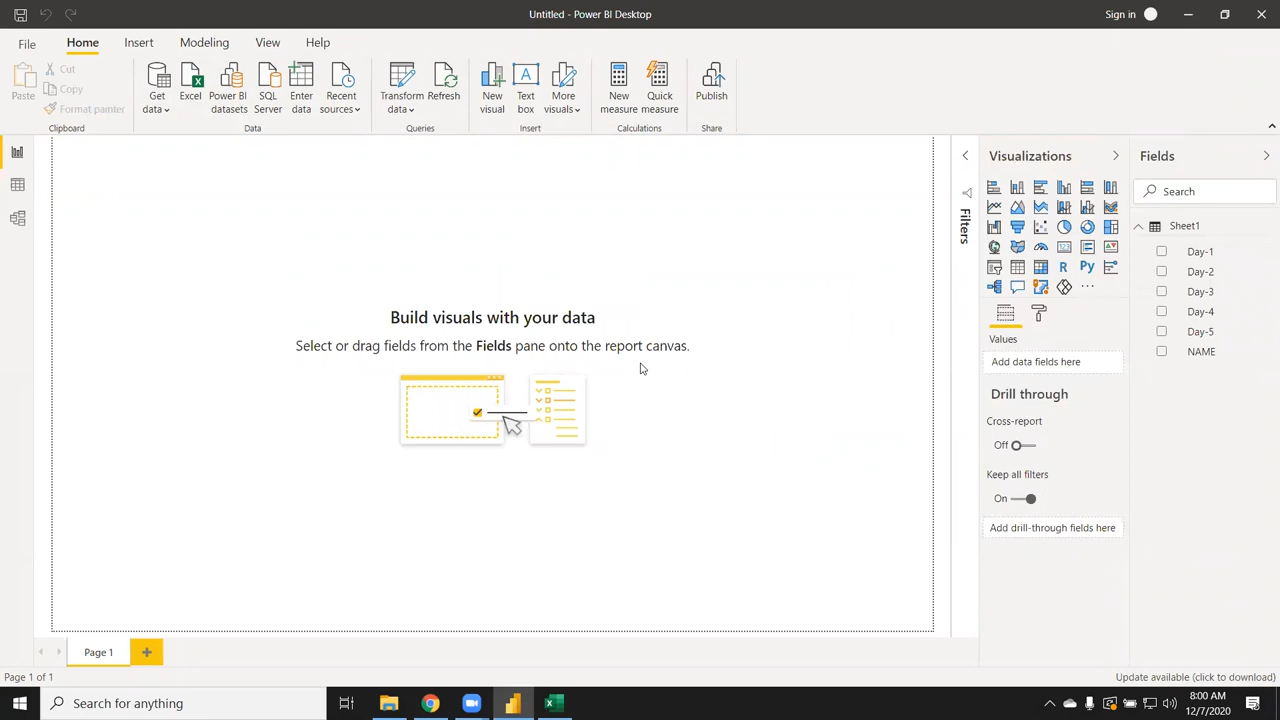 Untitled - Power BI Desktop
Sign in
File Home Insert Modeling View Help
Paste
Cut
Copy
Format painter
Clipboard
Get data
Excel
Power BI datasets
SQL Server
Enter data
Recent sources
Data
Transform data
Refresh
Queries
New visual
Text box
More visuals
Insert
New measure
Quick measure
Calculations
Publish
Share
Build visuals with your data
Select or drag fields from the Fields pane onto the report canvas.
Filters
Visualizations
R
Py
Values
Add data fields here
Drill through
Cross-report
Off
Keep all filters
On
Add drill-through fields here
Fields
Search
Sheet1
Day-1
Day-2
Day-3
Day-4
Day-5
NAME
Page 1
Page 1 of 1
Update available (click to download)
Search for anything
8:00 AM
12/7/2020